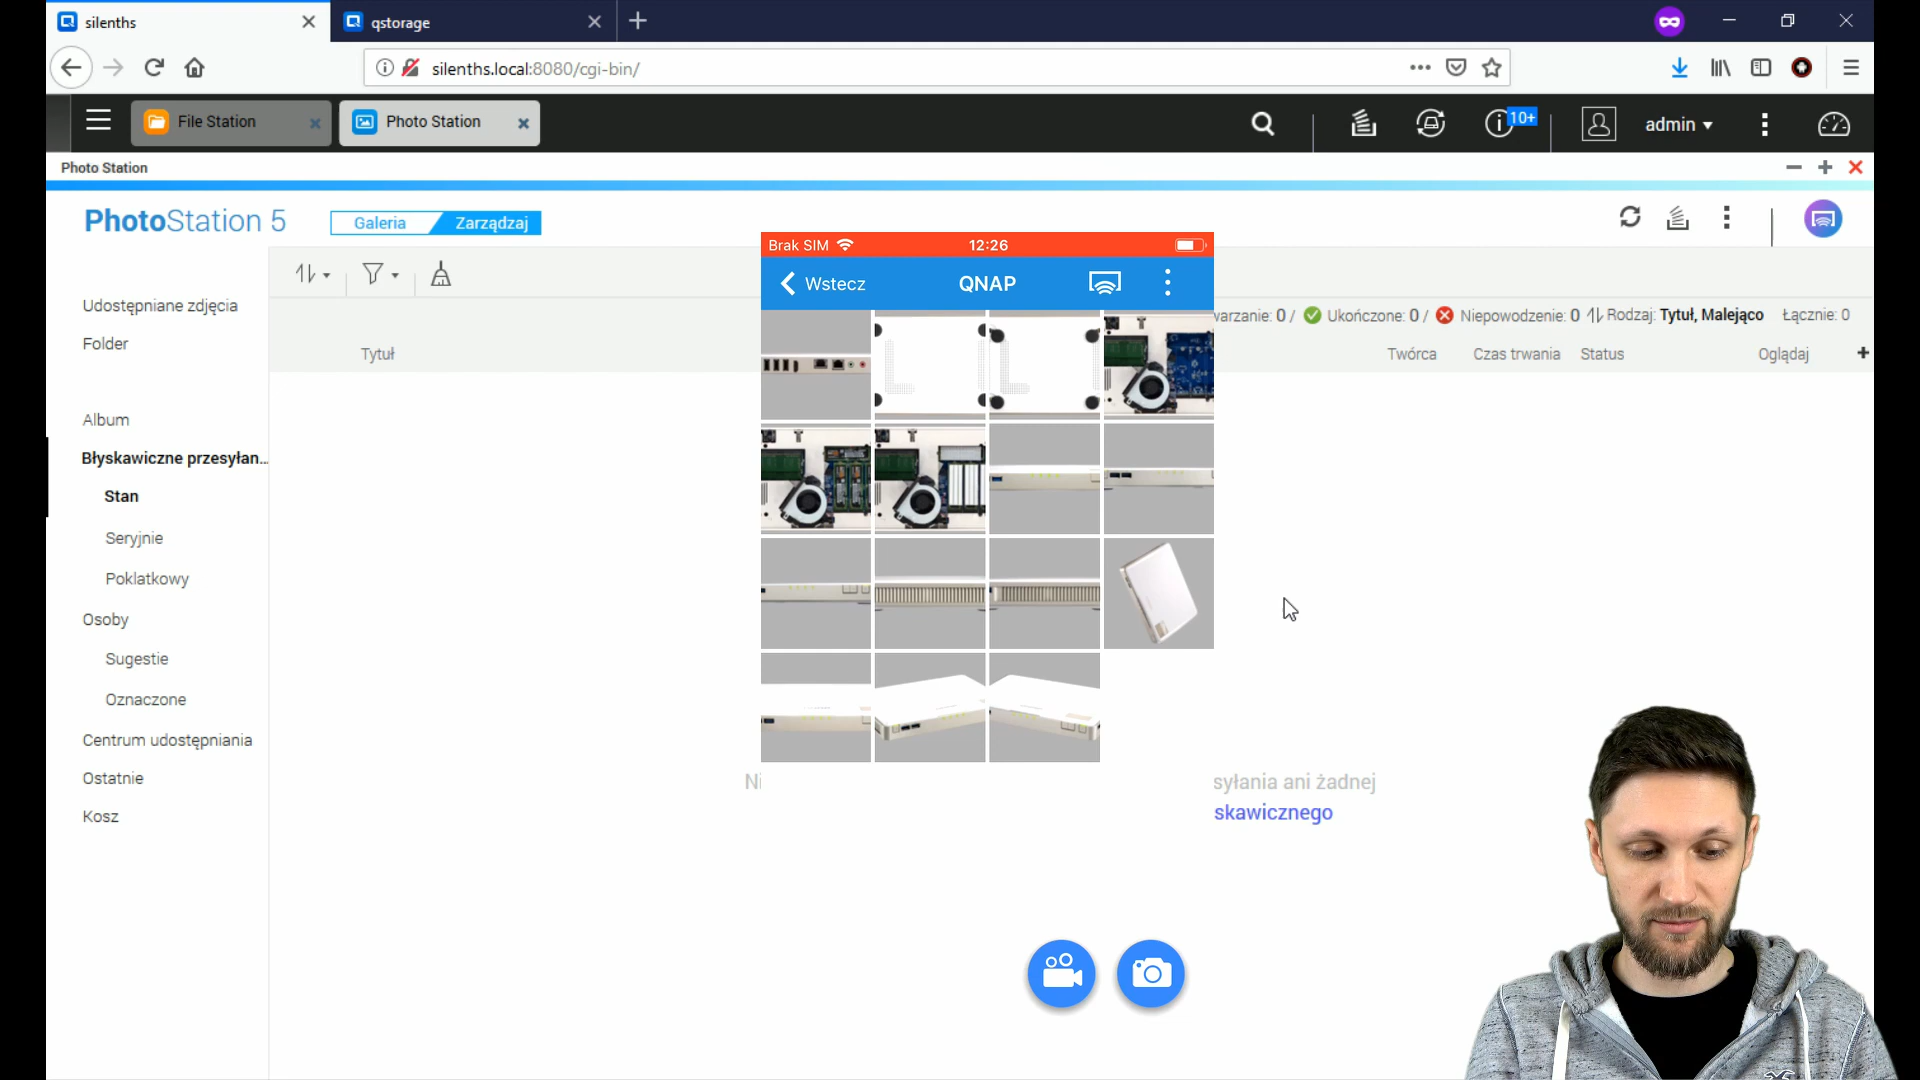 silenths
qstorage
silenths.local:8080/cgi-bin/
File Station
Photo Station
10+
admin
Photo Station
PhotoStation 5
Galeria
Zarządzaj
Brak SIM
12:26
Wstecz
QNAP
Udostępniane zdjęcia
Folder
Album
Błyskawiczne przesyłan...
Stan
Seryjnie
Poklatkowy
Osoby
Sugestie
Oznaczone
Centrum udostępniania
Ostatnie
Kosz
warzanie: 0 / Ukończone: 0 / Niepowodzenie: 0 Rodzaj: Tytuł, Malejąco Łącznie: 0
Tytuł
Twórca
Czas trwania
Status
Oglądaj
Ni
syłania ani żadnej
skawicznego